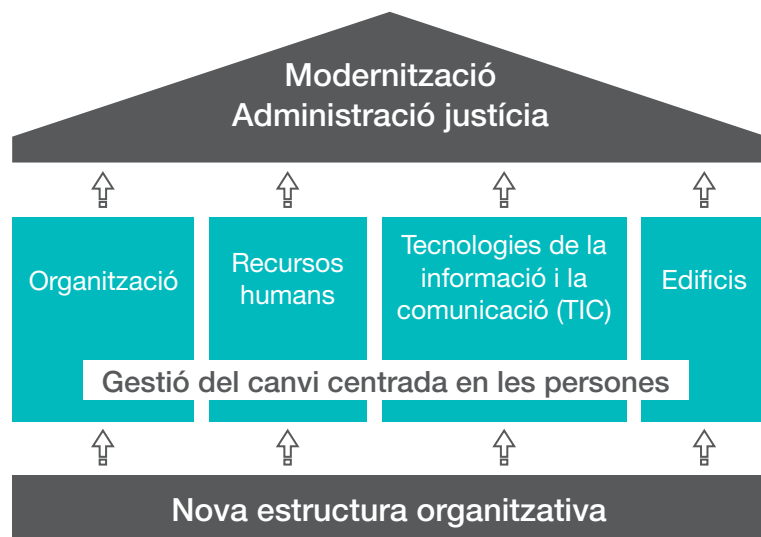 Modernització
Administració justícia
Organització
Recursos
humans
Tecnologies de la
informació i la
comunicació (TIC)
Edificis
Gestió del canvi centrada en les persones
Nova estructura organitzativa